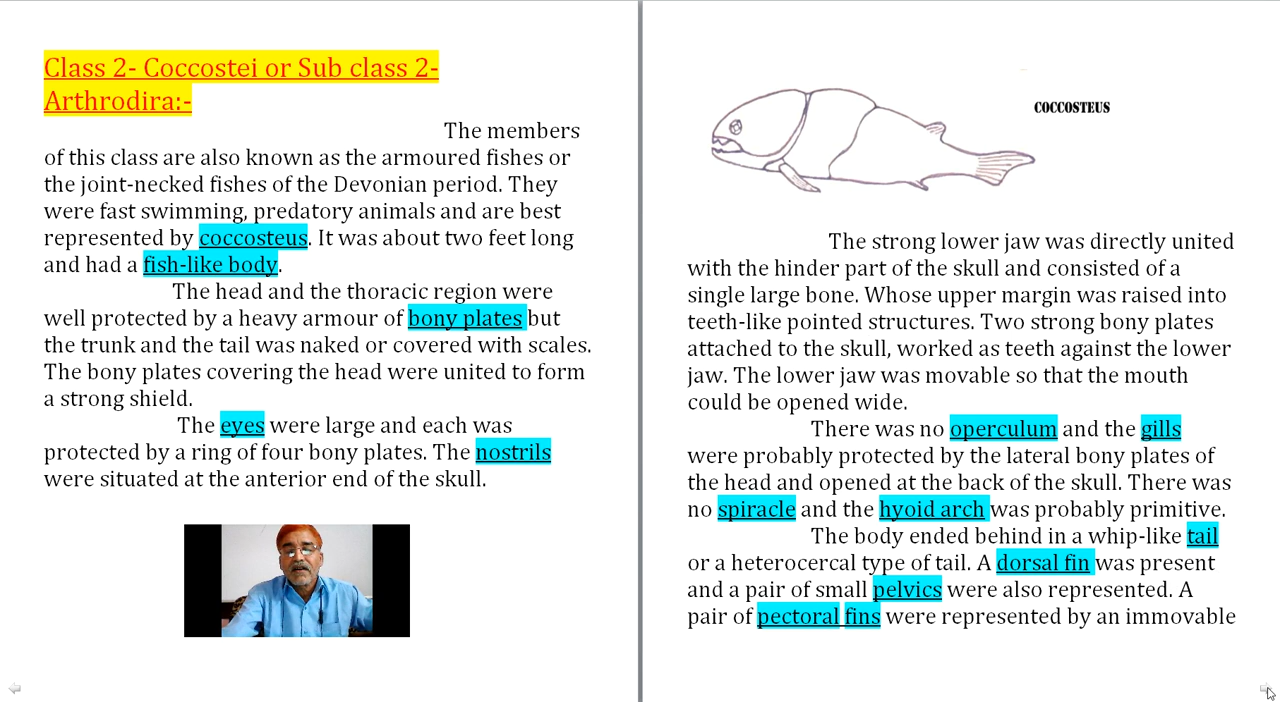 Class 2- Coccostei or Sub class 2-
Arthrodira:-
The members
of this class are also known as the armoured fishes or
the joint-necked fishes of the Devonian period. They
were fast swimming, predatory animals and are best
represented by coccosteus. It was about two feet long
and had a fish-like body.
The head and the thoracic region were
well protected by a heavy armour of bony plates but
the trunk and the tail was naked or covered with scales.
The bony plates covering the head were united to form
a strong shield.
The eyes were large and each was
protected by a ring of four bony plates. The nostrils
were situated at the anterior end of the skull.
COCCOSTEUS
The strong lower jaw was directly united
with the hinder part of the skull and consisted of a
single large bone. Whose upper margin was raised into
teeth-like pointed structures. Two strong bony plates
attached to the skull, worked as teeth against the lower
jaw. The lower jaw was movable so that the mouth
could be opened wide.
There was no operculum and the gills
were probably protected by the lateral bony plates of
the head and opened at the back of the skull. There was
no spiracle and the hyoid arch was probably primitive.
The body ended behind in a whip-like tail
or a heterocercal type of tail. A dorsal fin was present
and a pair of small pelvics were also represented. A
pair of pectoral fins were represented by an immovable